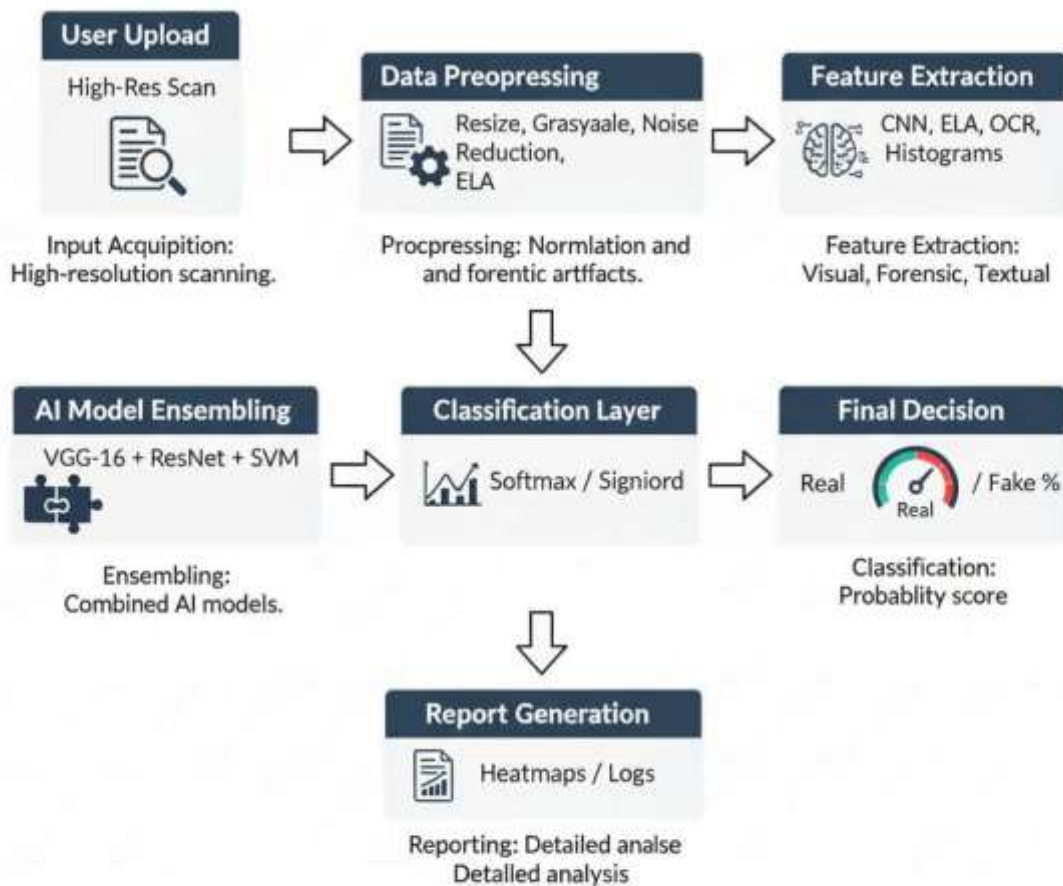 User Upload
High-Res Scan
Input Acquipition:
High-resolution scanning.
Data Preopressing
Resize, Grasyaale, Noise
Reduction,
ELA
Procpressing: Normlation and
and forentic artffacts.
Feature Extraction
CNN, ELA, OCR,
Histograms
Feature Extraction:
Visual, Forensic, Textual
AI Model Ensembling
VGG-16 + ResNet + SVM
Ensembling:
Combined AI models.
Classification Layer
Softmax / Signiord
Final Decision
Real
Real
/ Fake %
Classification:
Probablity score
Report Generation
Heatmaps / Logs
Reporting: Detailed analse
Detalled analysis